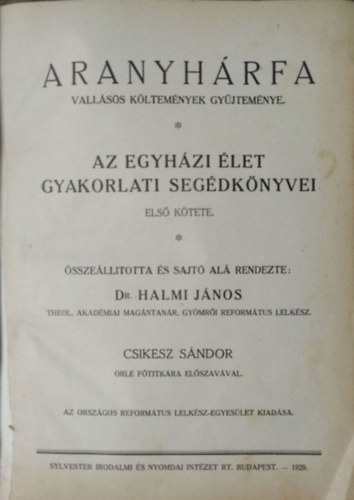 ARANYHÁRFA
VALLÁSOS KÖLTEMÉNYEK GYŰJTEMÉNYE.
*
AZ EGYHÁZI ÉLET
GYAKORLATI SEGÉDKÖNYVEI
ELSŐ KÖTETE.
*
ÖSSZEÁLLITOTTA ÉS SAJTÓ ALÁ RENDEZTE:
DR. HALMI JÁNOS
THEOL. AKADÉMIAI MAGÁNTANÁR, GYÖMRŐI REFORMÁTUS LELKÉSZ.
CSIKESZ SÁNDOR
ORLE FŐTITKÁRA ELŐSZAVÁVAL.
AZ ORSZÁGOS REFORMÁTUS LELKÉSZ-EGYESÜLET KIADÁSA.
SYLVESTER IRODALMI ÉS NYOMDAI INTÉZET RT. BUDAPEST. — 1929.